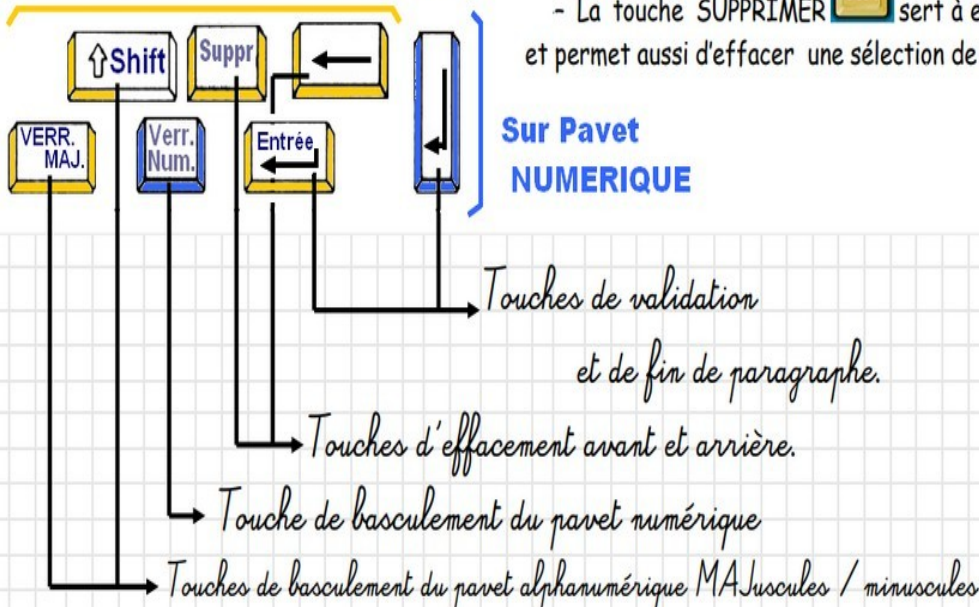 - La touche SUPPRIMER sert à e
et permet aussi d'effacer une sélection de
⇧Shift
Suppr
VERR.
MAJ.
Verr.
Num.
Entrée
Sur Pavet
NUMERIQUE
Touches de validation
et de fin de paragraphe.
Touches d'effacement avant et arrière.
Touche de basculement du pavet numérique
Touches de basculement du pavet alphanumérique MAJuscules / minuscules